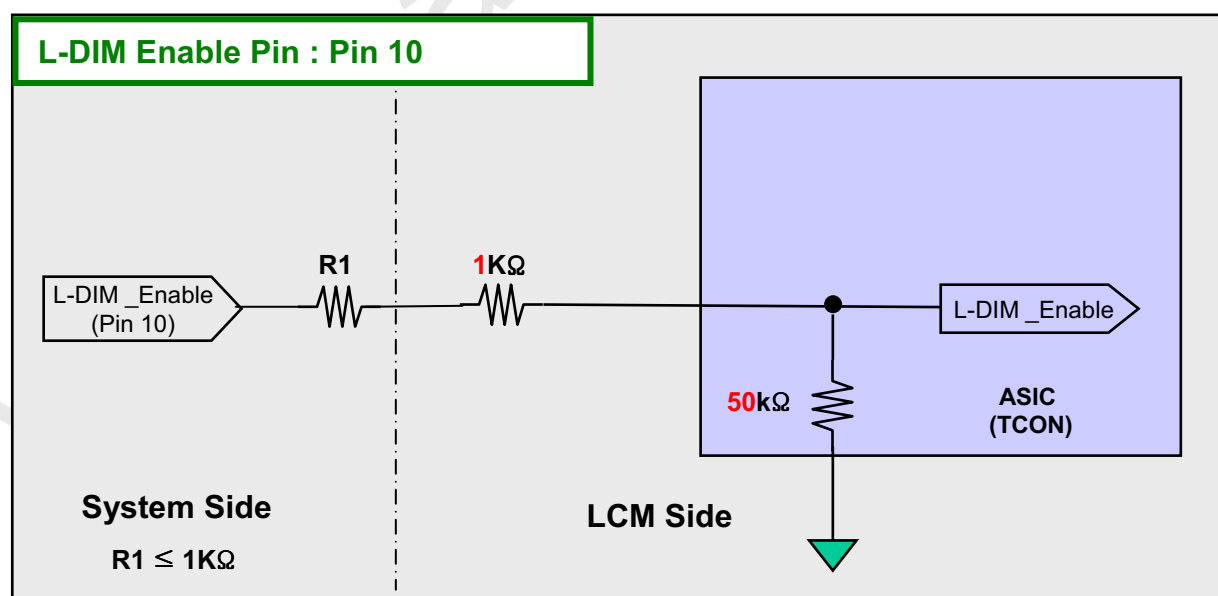 L-DIM Enable Pin : Pin 10
R1
1KΩ
L-DIM _Enable
(Pin 10)
L-DIM _Enable
50kΩ
ASIC
(TCON)
System Side
LCM Side
R1 ≤ 1KΩ